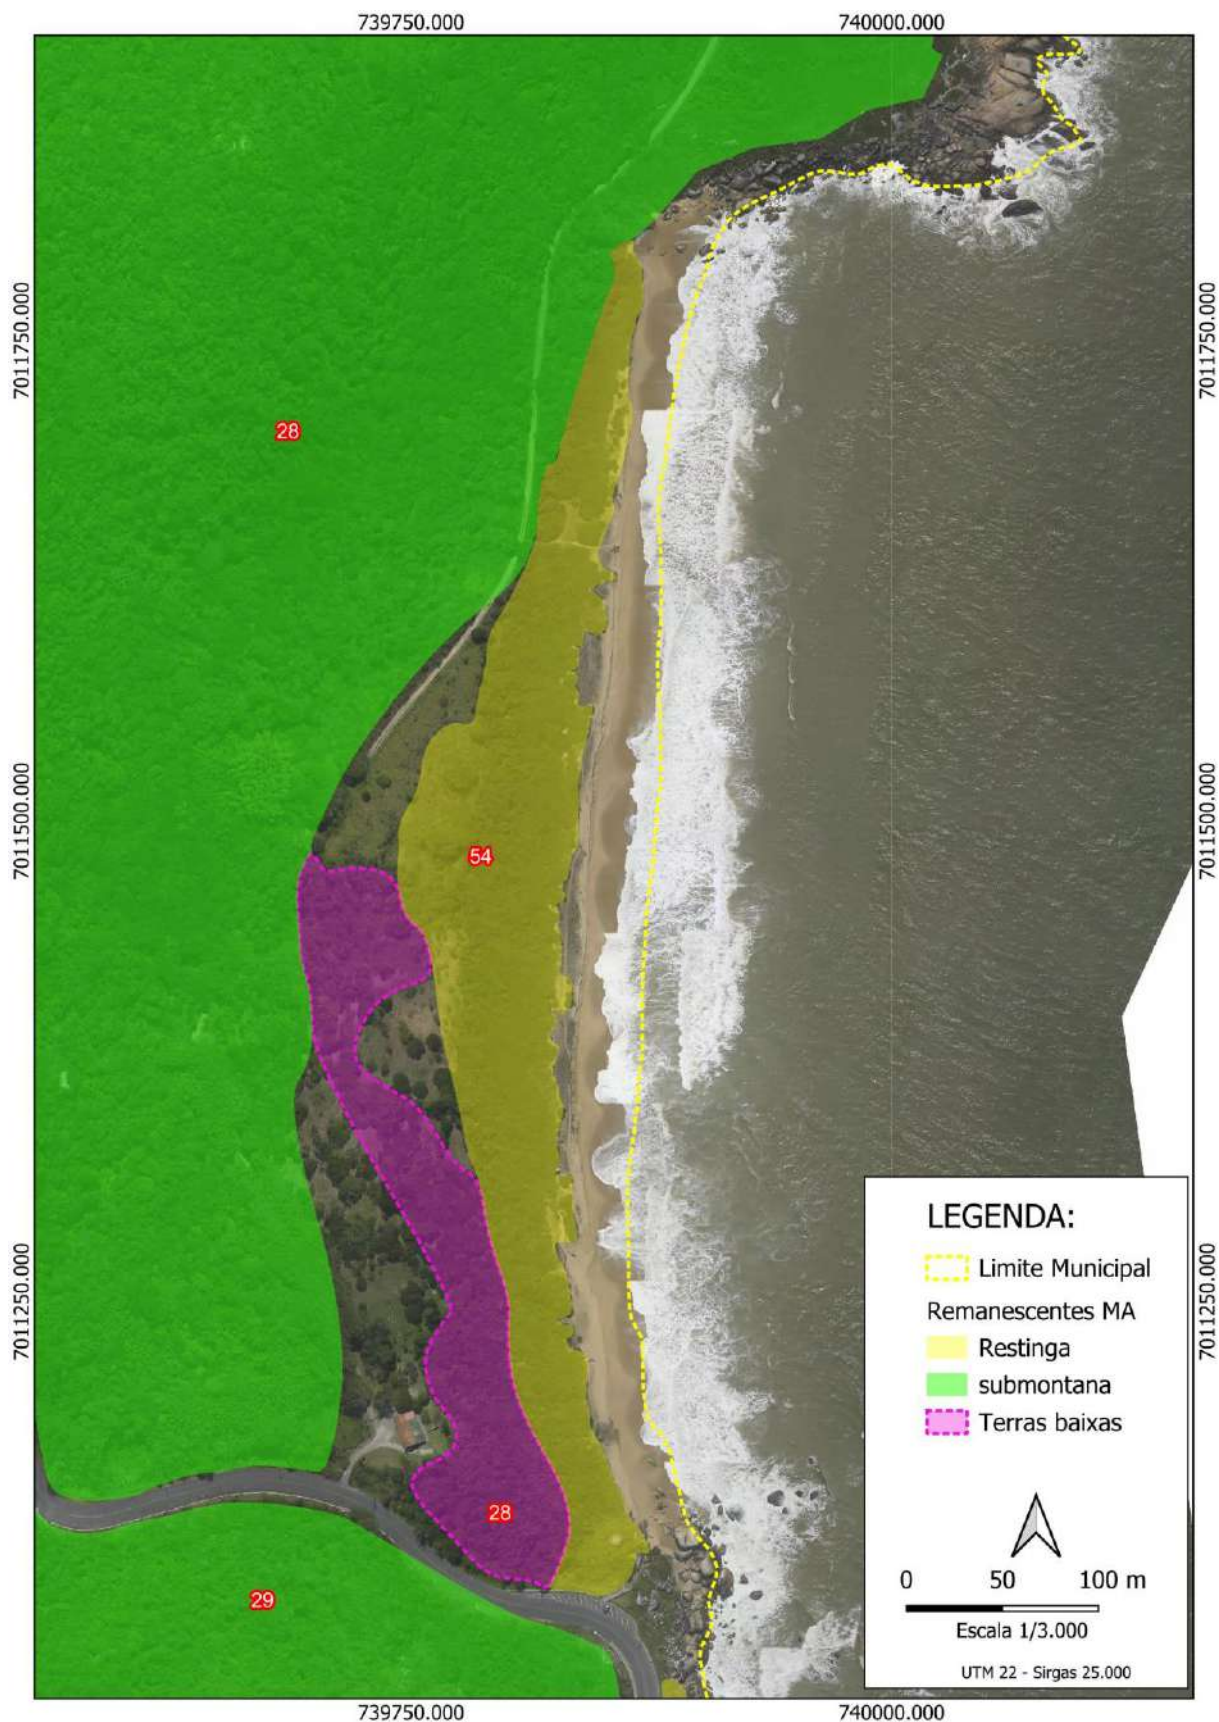 739750.000
740000.000
7011750.000
7011750.000
28
7011500.000
7011500.000
54
7011250.000
7011250.000
LEGENDA:
Limite Municipal
Remanescentes MA
Restinga
submontana
Terras baixas
28
29
0 50 100 m
Escala 1/3.000
UTM 22 - Sirgas 25.000
739750.000
740000.000